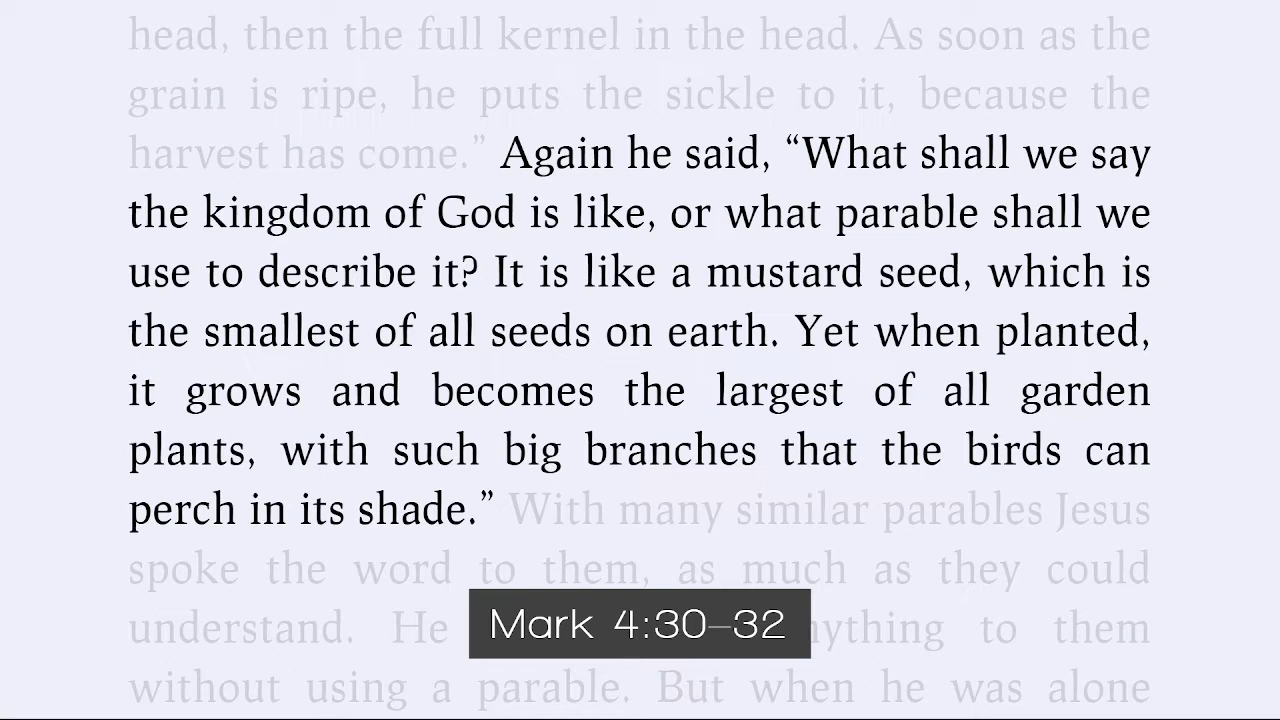 head, then the full kernel in the head. As soon as the
grain is ripe, he puts the sickle to it, because the
harvest has come.” Again he said, “What shall we say
the kingdom of God is like, or what parable shall we
use to describe it? It is like a mustard seed, which is
the smallest of all seeds on earth. Yet when planted,
it grows and becomes the largest of all garden
plants, with such big branches that the birds can
perch in its shade.” With many similar parables Jesus
spoke the word to them, as much as they could
understand. He nything to them
Mark 4:30–32
without using a parable. But when he was alone